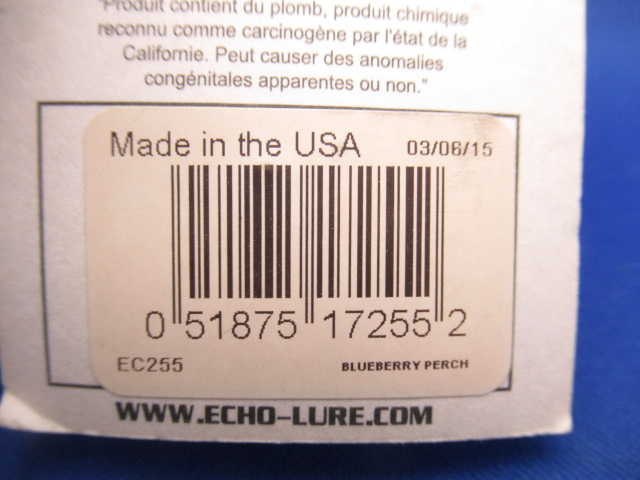 "Produit contient du plomb, produit chimique
reconnu comme carcinogène par l'état de la
Californie. Peut causer des anomalies
congénitales apparentes ou non."
Made in the USA 03/06/15
0 51875 17255 2
EC255 BLUEBERRY PERCH
WWW.ECHO-LURE.COM